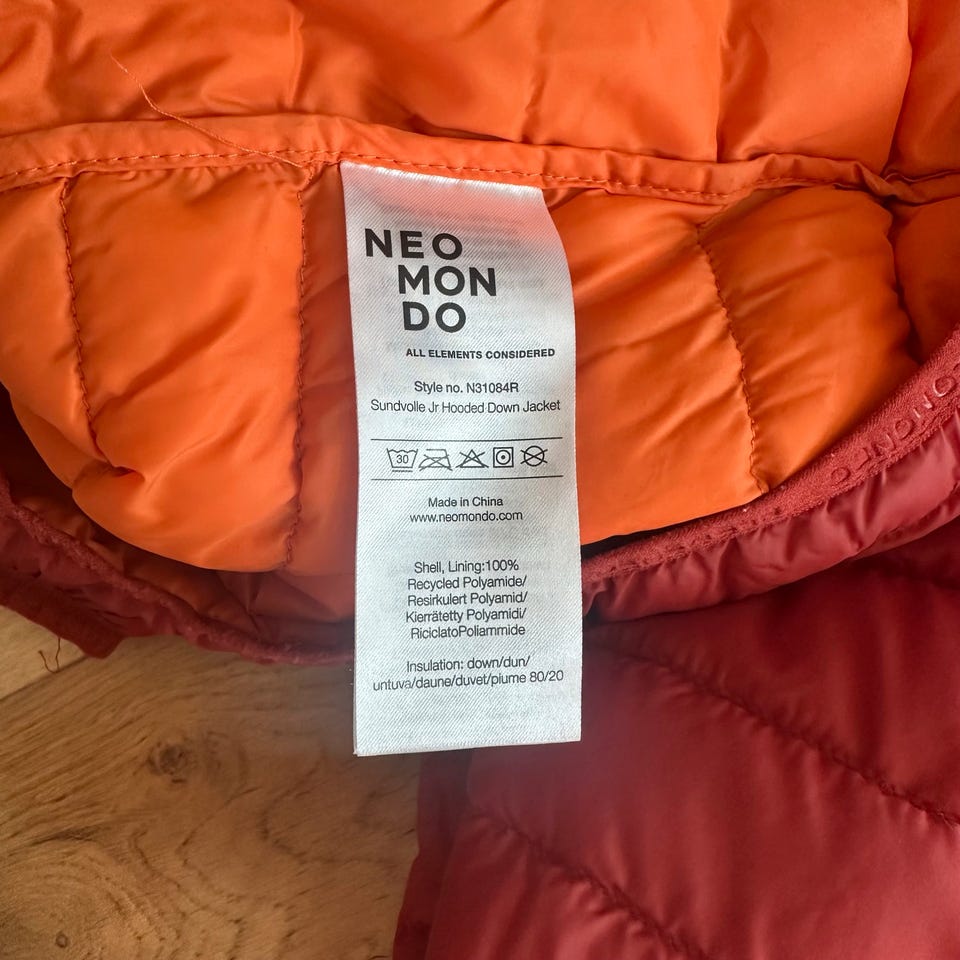 NEO
MON
DO
ALL ELEMENTS CONSIDERED
Style no. N31084R
Sundvolle Jr Hooded Down Jacket
30
Made in China
www.neomondo.com
Shell, Lining:100%
Recycled Polyamide/
Resirkulert Polyamid/
Kierrätetty Polyamidi/
RiciclatoPoliammide
Insulation: down/dun/
untuva/daune/duvet/piume 80/20